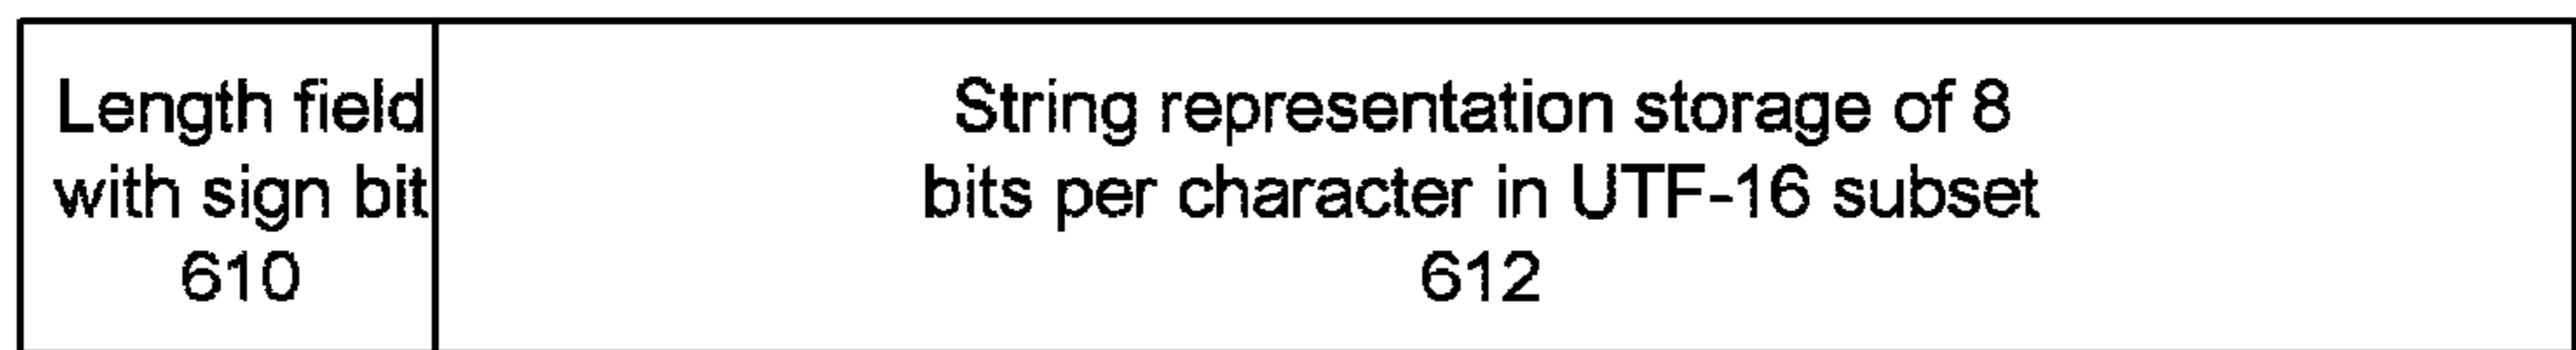 Length field
with sign bit
610
String representation storage of 8
bits per character in UTF-16 subset
612